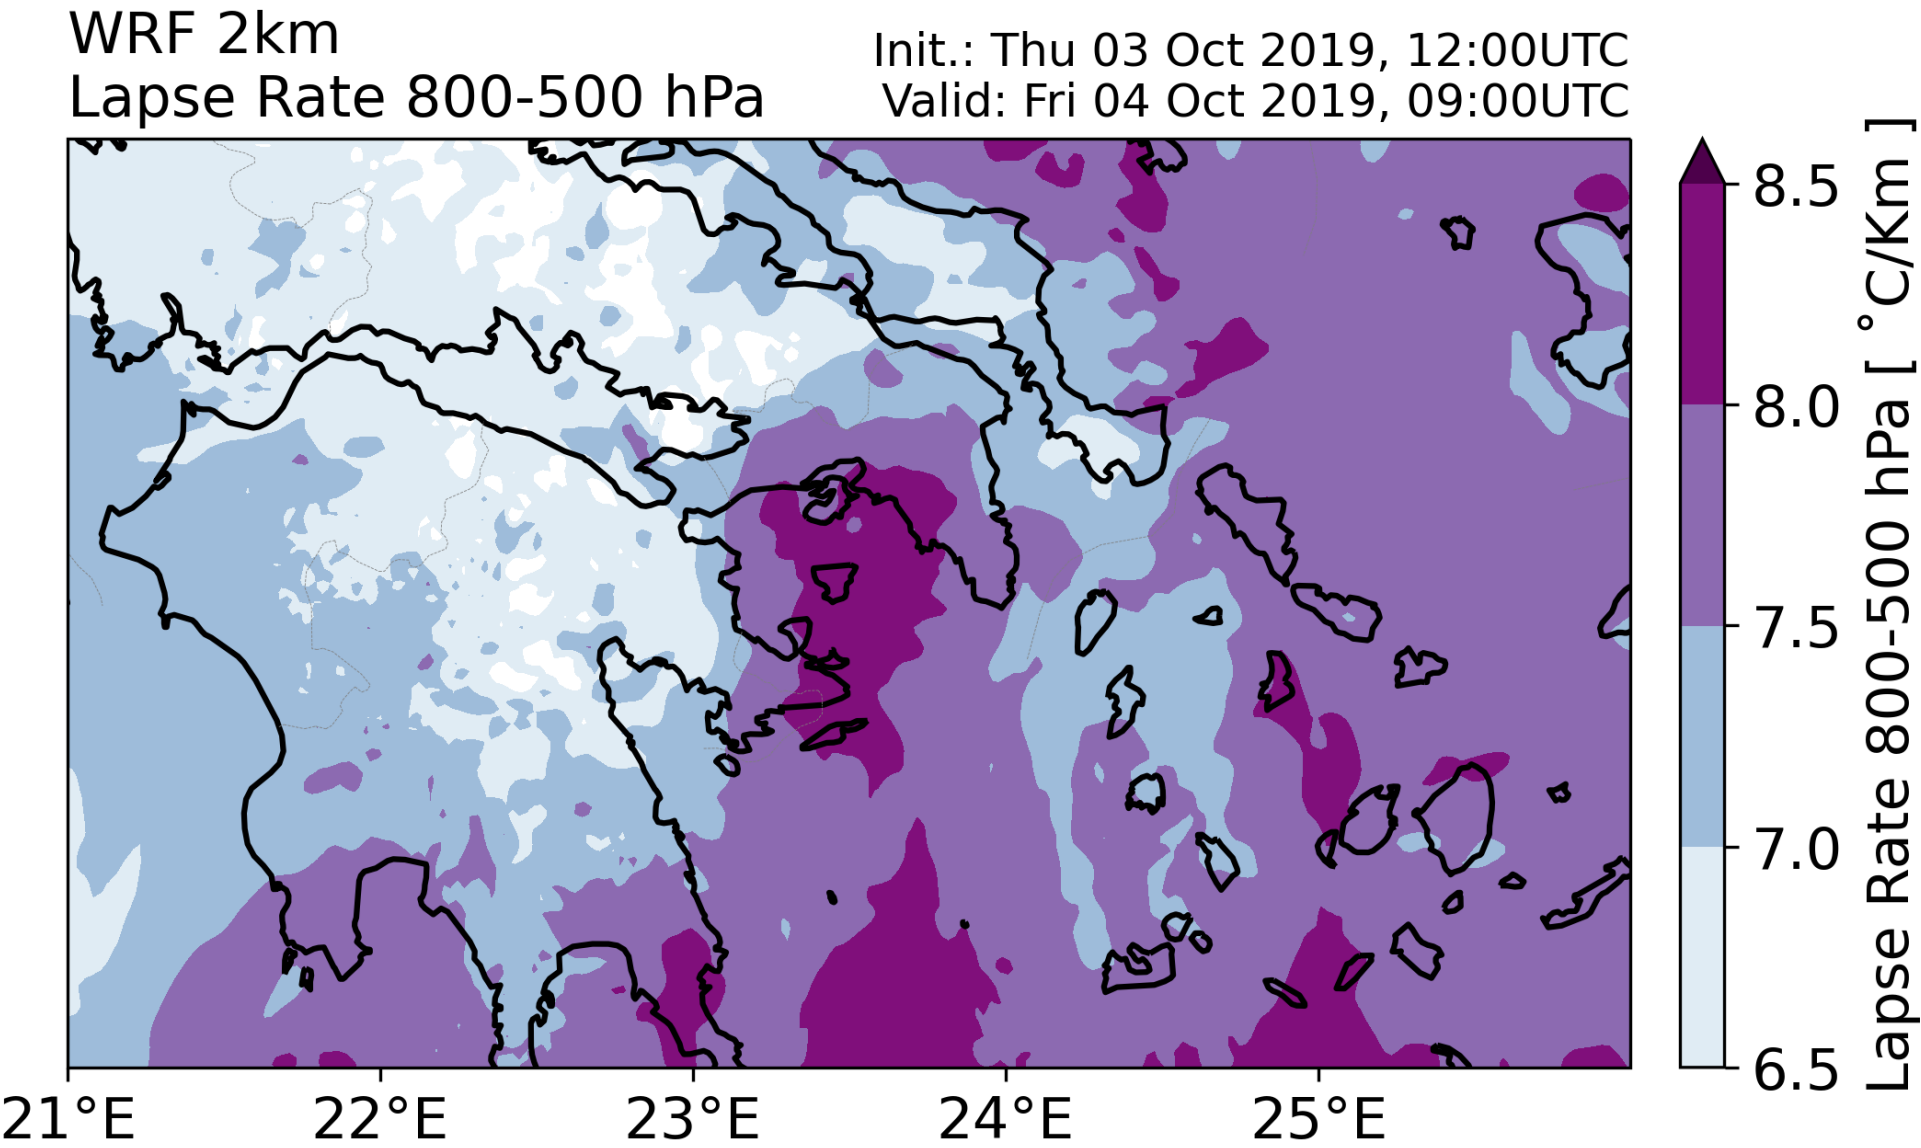 WRF 2km
Lapse Rate 800-500 hPa
Init.: Thu 03 Oct 2019, 12:00UTC
Valid: Fri 04 Oct 2019, 09:00UTC
8.5
8.0
7.5
7.0
6.5
Lapse Rate 800-500 hPa [ °C/Km ]
21°E 22°E 23°E 24°E 25°E